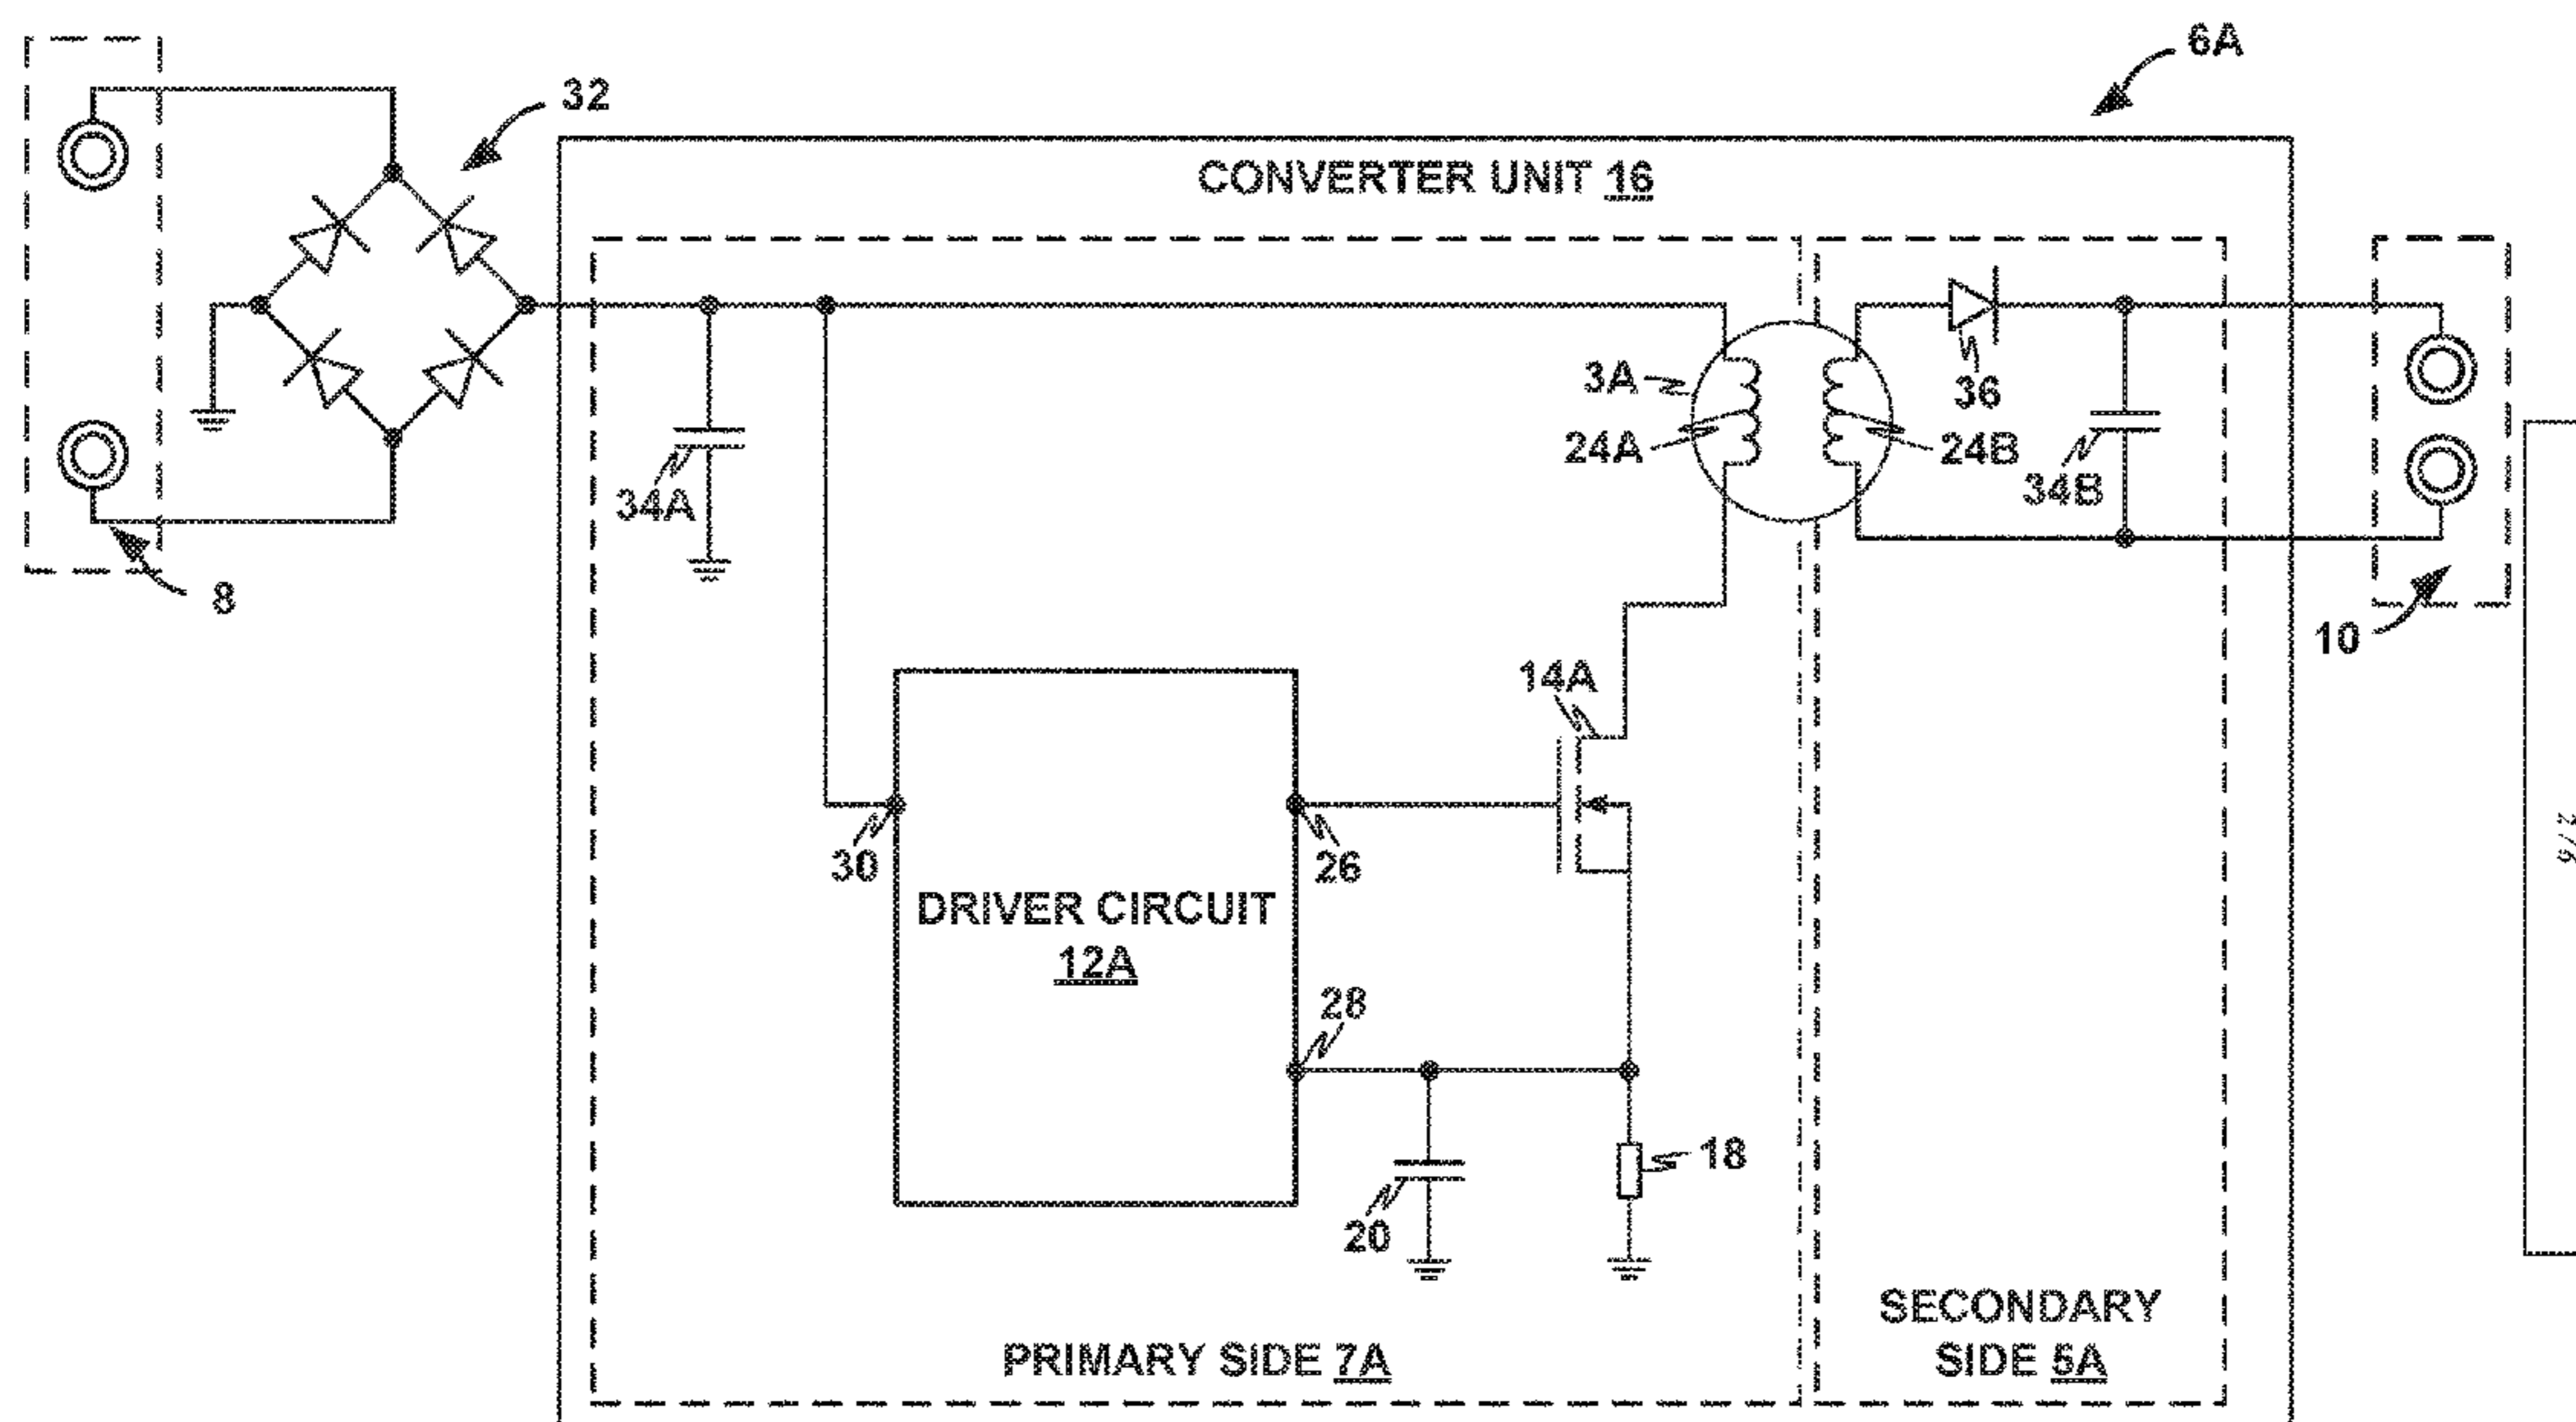 6A
32
CONVERTER UNIT 16
3A
36
24A
24B
34B
34A
8
10
14A
30
26
DRIVER CIRCUIT
12A
28
18
20
SECONDARY
SIDE 5A
PRIMARY SIDE 7A